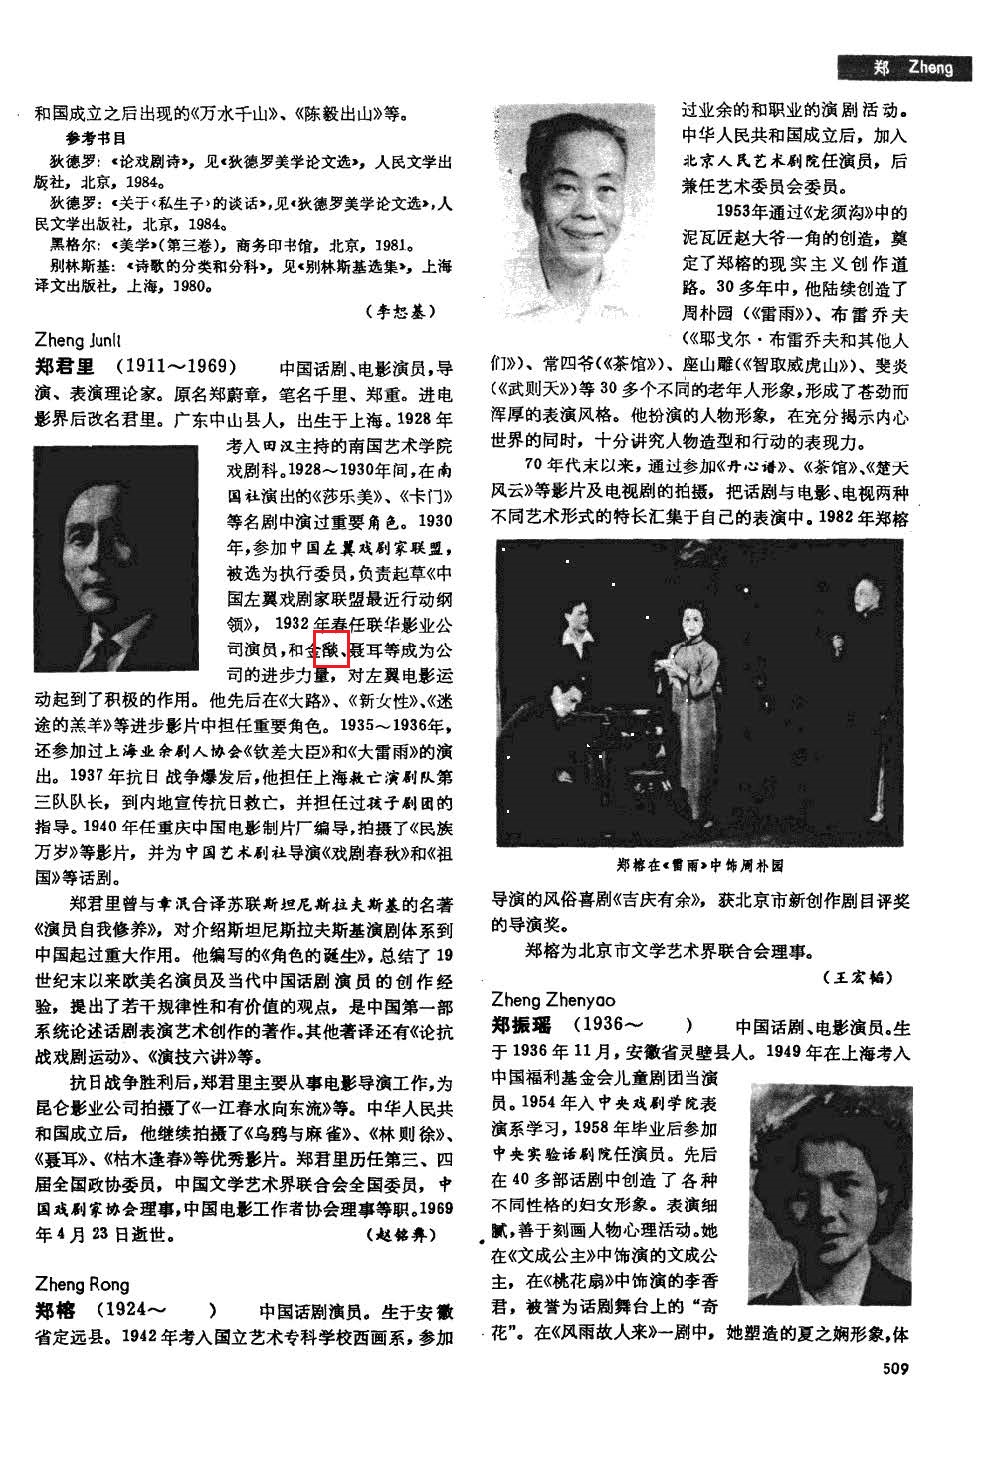 郑 Zheng
和国成立之后出现的《万水千山》、《陈毅出山》等。
参考书目
狄德罗:《论戏剧诗》,见《狄德罗美学论文选》,人民文学出
版社,北京,1984。
狄德罗:《关于〈私生子〉的谈话》,见《狄德罗美学论文选》,人
民文学出版社,北京,1984。
黑格尔:《美学》(第三卷),商务印书馆,北京,1981。
别林斯基:《诗歌的分类和分科》,见《别林斯基选集》,上海
译文出版社,上海,1980。
(李恕基)
Zheng Junli
郑君里 (1911~1969) 中国话剧、电影演员,导
演、表演理论家。原名郑蔚章,笔名千里、郑重。进电
影界后改名君里。广东中山县人,出生于上海。1928年
考入田汉主持的南国艺术学院
戏剧科。1928~1930年间,在南
国社演出的《莎乐美》、《卡门》
等名剧中演过重要角色。1930
年,参加中国左翼戏剧家联盟,
被选为执行委员,负责起草《中
国左翼戏剧家联盟最近行动纲
领》,1932年春任联华影业公
司演员,和金燄、聂耳等成为公
司的进步力量,对左翼电影运
动起到了积极的作用。他先后在《大路》、《新女性》、《迷
途的羔羊》等进步影片中担任重要角色。1935~1936年,
还参加过上海业余剧人协会《钦差大臣》和《大雷雨》的演
出。1937年抗日战争爆发后,他担任上海救亡演剧队第
三队队长,到内地宣传抗日救亡,并担任过孩子剧团的
指导。1940年任重庆中国电影制片厂编导,拍摄了《民族
万岁》等影片,并为中国艺术剧社导演《戏剧春秋》和《祖
国》等话剧。
郑君里曾与章泯合译苏联斯坦尼斯拉夫斯基的名著
《演员自我修养》,对介绍斯坦尼斯拉夫斯基演剧体系到
中国起过重大作用。他编写的《角色的诞生》,总结了19
世纪末以来欧美名演员及当代中国话剧演员的创作经
验,提出了若干规律性和有价值的观点,是中国第一部
系统论述话剧表演艺术创作的著作。其他著译还有《论抗
战戏剧运动》、《演技六讲》等。
抗日战争胜利后,郑君里主要从事电影导演工作,为
昆仑影业公司拍摄了《一江春水向东流》等。中华人民共
和国成立后,他继续拍摄了《乌鸦与麻雀》、《林则徐》、
《聂耳》、《枯木逢春》等优秀影片。郑君里历任第三、四
届全国政协委员,中国文学艺术界联合会全国委员,中
国戏剧家协会理事,中国电影工作者协会理事等职。1969
年4月23日逝世。 (赵铭彝)
Zheng Rong
郑榕 (1924~ ) 中国话剧演员。生于安徽
省定远县。1942年考入国立艺术专科学校西画系,参加
过业余的和职业的演剧活动。
中华人民共和国成立后,加入
北京人民艺术剧院任演员,后
兼任艺术委员会委员。
1953年通过《龙须沟》中的
泥瓦匠赵大爷一角的创造,奠
定了郑榕的现实主义创作道
路。30多年中,他陆续创造了
周朴园(《雷雨》)、布雷乔夫
(《耶戈尔·布雷乔夫和其他人
们》)、常四爷(《茶馆》)、座山雕(《智取威虎山》)、斐炎
(《武则天》)等30多个不同的老年人形象,形成了苍劲而
浑厚的表演风格。他扮演的人物形象,在充分揭示内心
世界的同时,十分讲究人物造型和行动的表现力。
70年代末以来,通过参加《丹心谱》、《茶馆》、《楚天
风云》等影片及电视剧的拍摄,把话剧与电影、电视两种
不同艺术形式的特长汇集于自己的表演中。1982年郑榕
郑榕在《雷雨》中饰周朴园
导演的风俗喜剧《吉庆有余》,获北京市新创作剧目评奖
的导演奖。
郑榕为北京市文学艺术界联合会理事。
(王宏韬)
Zheng Zhenyao
郑振瑶 (1936~ ) 中国话剧、电影演员。生
于1936年11月,安徽省灵壁县人。1949年在上海考入
中国福利基金会儿童剧团当演
员。1954年入中央戏剧学院表
演系学习,1958年毕业后参加
中央实验话剧院任演员。先后
在40多部话剧中创造了各种
不同性格的妇女形象。表演细
腻,善于刻画人物心理活动。她
在《文成公主》中饰演的文成公
主,在《桃花扇》中饰演的李香
君,被誉为话剧舞台上的“奇
花”。在《风雨故人来》一剧中,她塑造的夏之娴形象,体
509